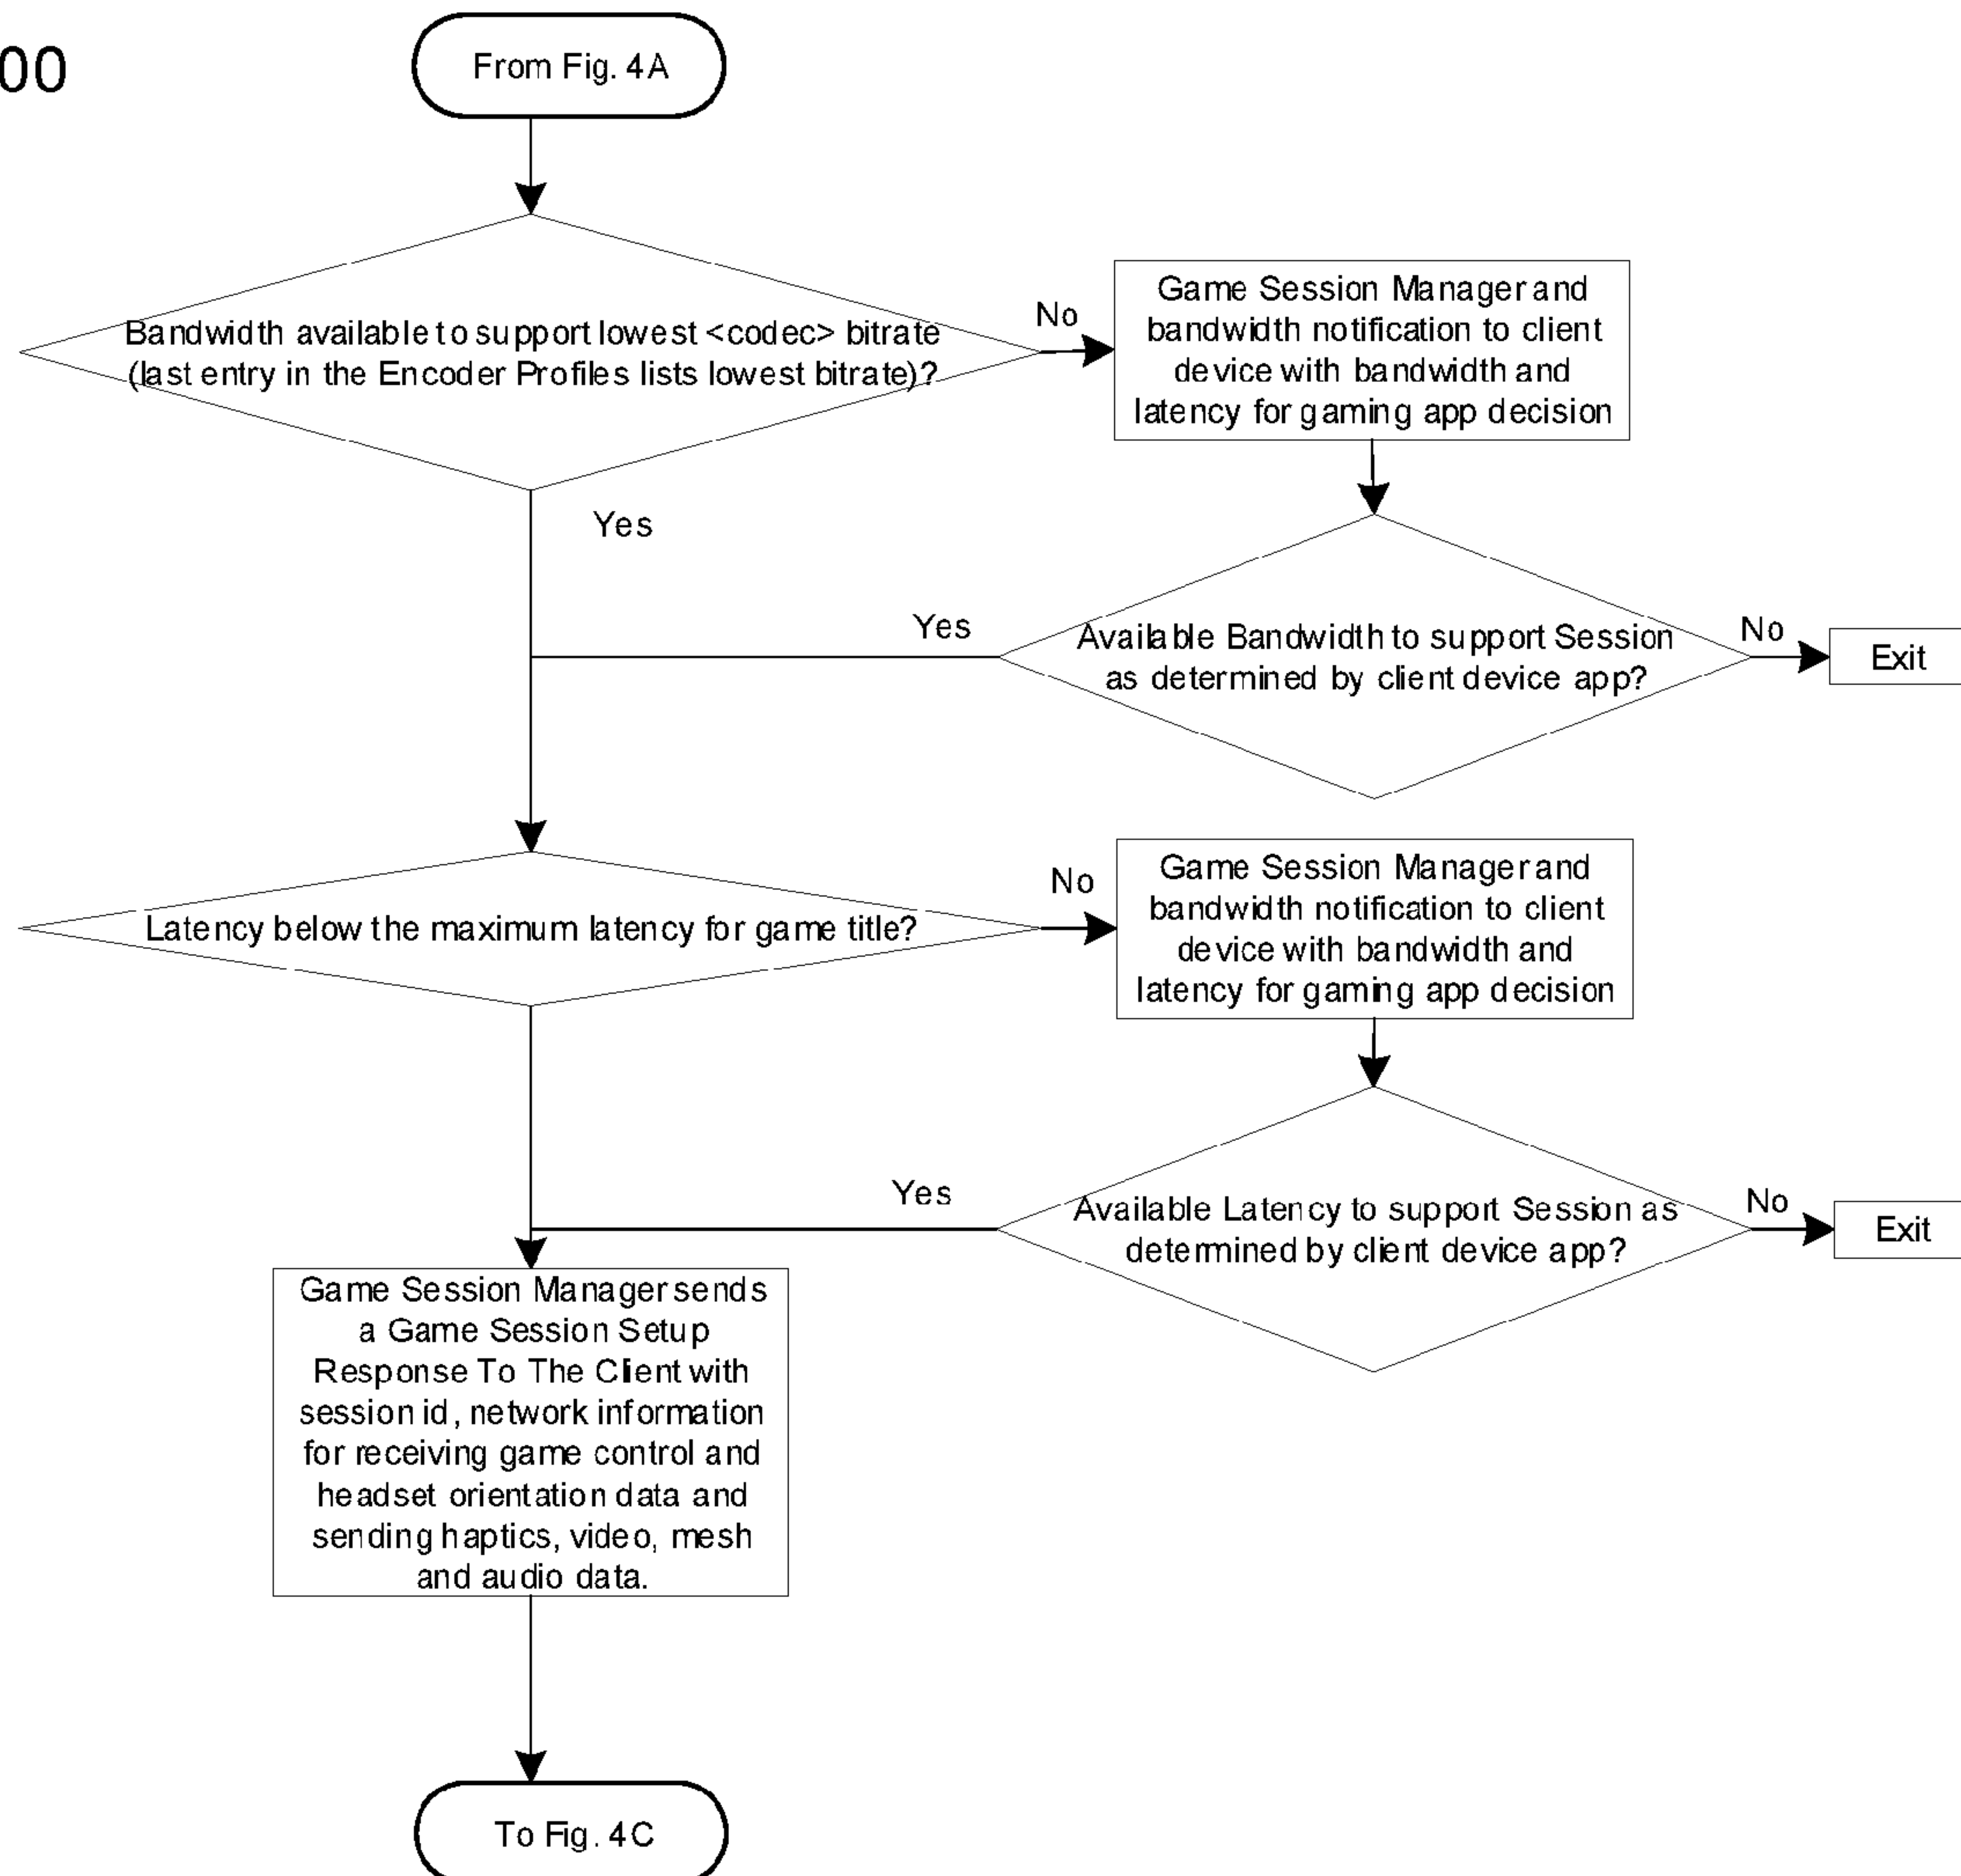 00
From Fig. 4A
Bandwidth available to support lowest <codec> bitrate
(last entry in the Encoder Profiles lists lowest bitrate)?
No
Game Session Manager and
bandwidth notification to client
device with bandwidth and
latency for gaming app decision
Yes
Yes
Available Bandwidth to support Session
as determined by client device app?
No
Exit
Latency below the maximum latency for game title?
No
Game Session Manager and
bandwidth notification to client
device with bandwidth and
latency for gaming app decision
Yes
Available Latency to support Session as
determined by client device app?
No
Exit
Game Session Manager sends
a Game Session Setup
Response To The Client with
session id, network information
for receiving game control and
headset orientation data and
sending haptics, video, mesh
and audio data.
To Fig. 4C